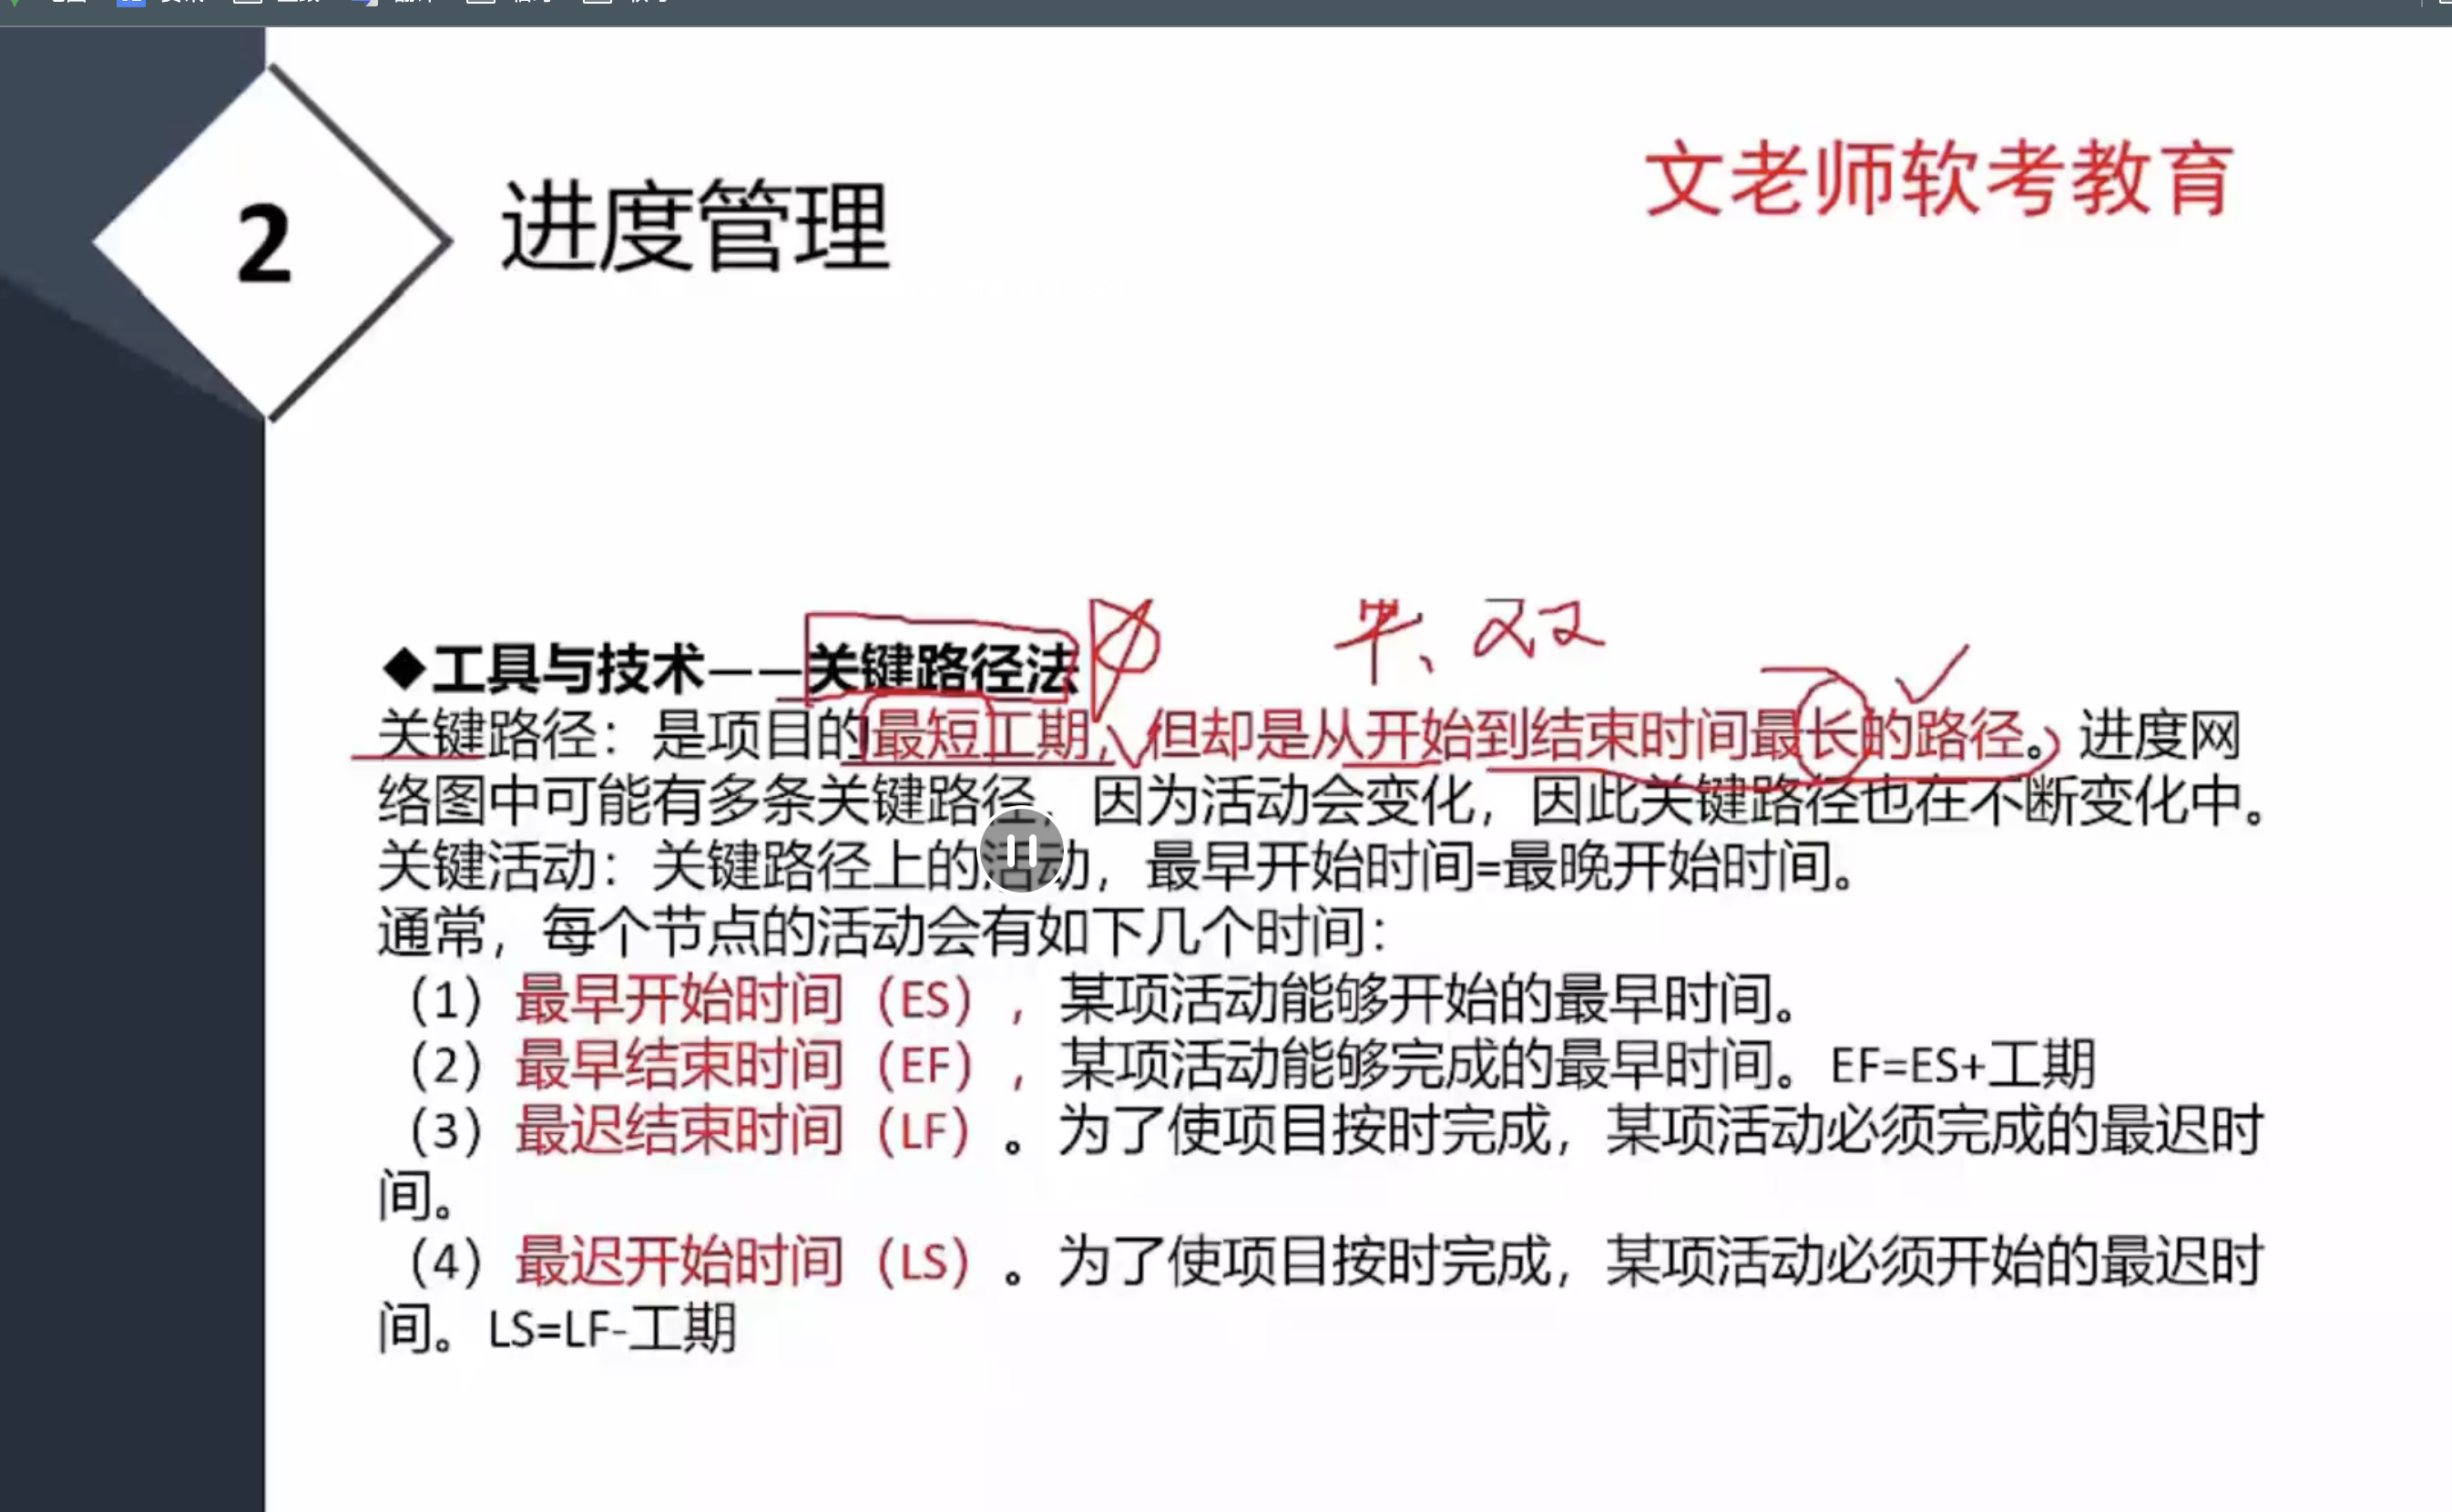 2
进度管理
文老师软考教育
单、双
◆工具与技术——关键路径法
关键路径：是项目的最短工期，但却是从开始到结束时间最长的路径。进度网
络图中可能有多条关键路径，因为活动会变化，因此关键路径也在不断变化中。
关键活动：关键路径上的活动，最早开始时间=最晚开始时间。
通常，每个节点的活动会有如下几个时间：
（1）最早开始时间（ES），某项活动能够开始的最早时间。
（2）最早结束时间（EF），某项活动能够完成的最早时间。EF=ES+工期
（3）最迟结束时间（LF）。为了使项目按时完成，某项活动必须完成的最迟时
间。
（4）最迟开始时间（LS）。为了使项目按时完成，某项活动必须开始的最迟时
间。LS=LF-工期